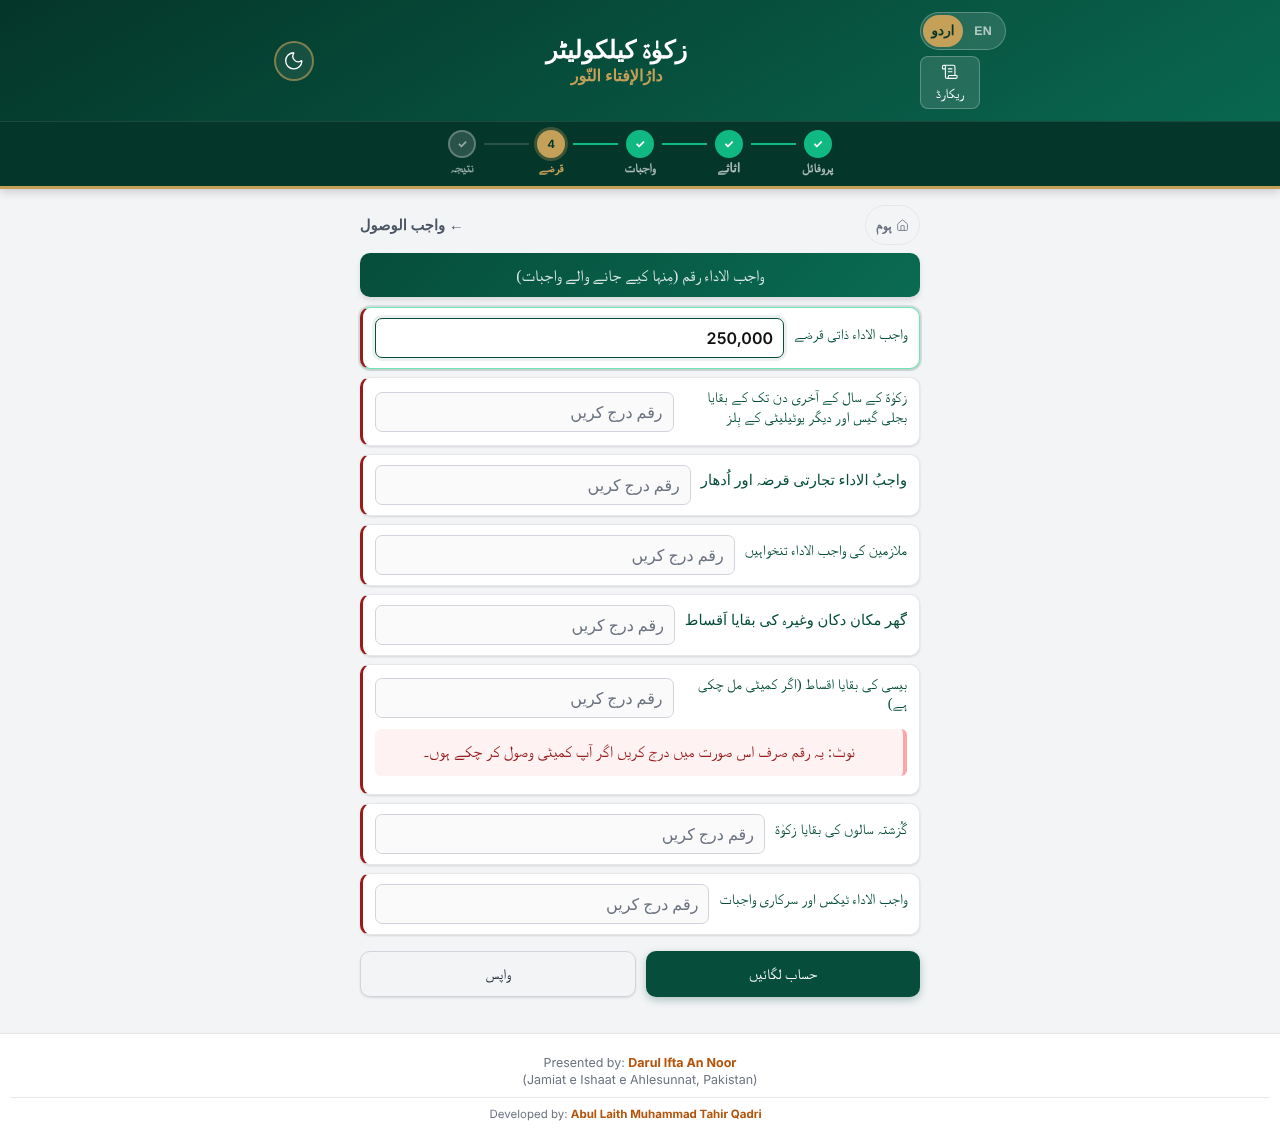 اردو
EN
زکوٰۃ کیلکولیٹر
دارُالإفتاء النّور
ریکارڈ
پروفائل
اثاثے
واجبات
4
قرضے
نتیجہ
ہوم
← واجب الوصول
واجب الاداء رقم (مِنہا کیے جانے والے واجبات)
واجب الاداء ذاتی قرضے
250,000
زکوٰۃ کے سال کے آخری دن تک کے بقایا
بجلی گیس اور دیگر یوٹیلیٹی کے بِلز
رقم درج کریں
واجبُ الاداء تجارتی قرضہ اور اُدھار
رقم درج کریں
ملازمین کی واجب الاداء تنخواہیں
رقم درج کریں
گھر مکان دکان وغیرہ کی بقایا اَقساط
رقم درج کریں
بیسی کی بقایا اقساط (اگر کمیٹی مل چکی
ہے)
رقم درج کریں
نوٹ: یہ رقم صرف اس صورت میں درج کریں اگر آپ کمیٹی وصول کر چکے ہوں۔
گُزشتہ سالوں کی بقایا زکوٰۃ
رقم درج کریں
واجب الاداء ٹیکس اور سرکاری واجبات
رقم درج کریں
حساب لگائیں
واپس
Presented by: Darul Ifta An Noor
(Jamiat e Ishaat e Ahlesunnat, Pakistan)
Developed by: Abul Laith Muhammad Tahir Qadri